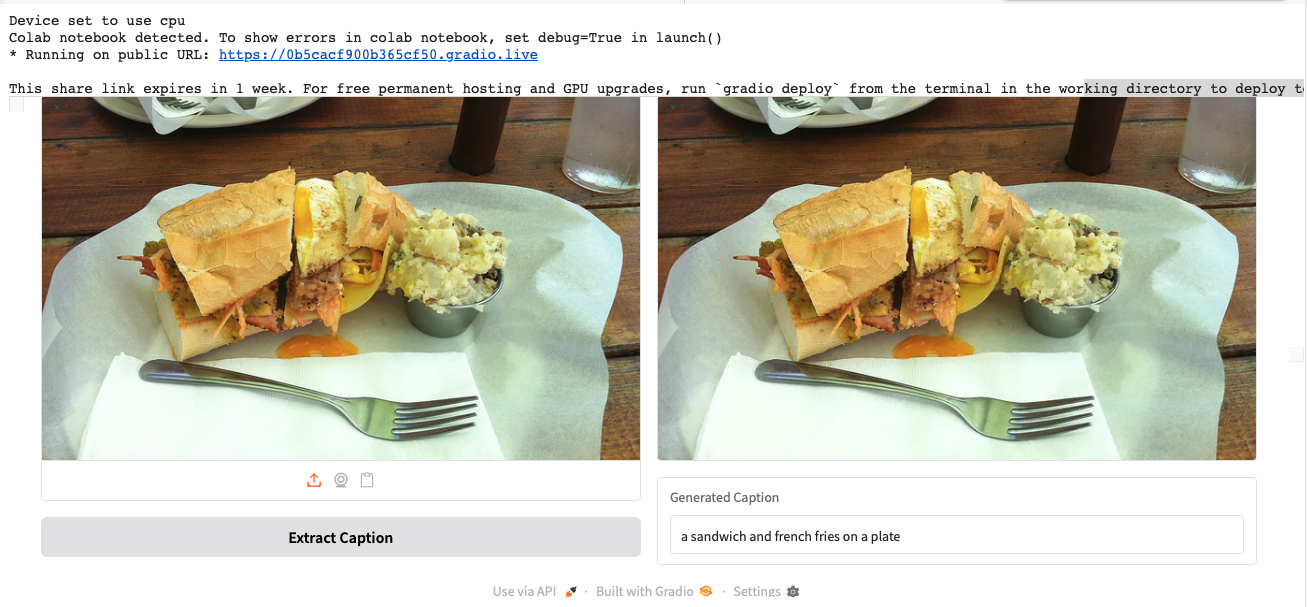 Device set to use cpu
Colab notebook detected. To show errors in colab notebook, set debug=True in launch()
* Running on public URL: https://0b5cacf900b365cf50.gradio.live
This share link expires in 1 week. For free permanent hosting and GPU upgrades, run `gradio deploy` from the terminal in the working directory to deploy
Extract Caption
Generated Caption
a sandwich and french fries on a plate
Use via API · Built with Gradio · Settings